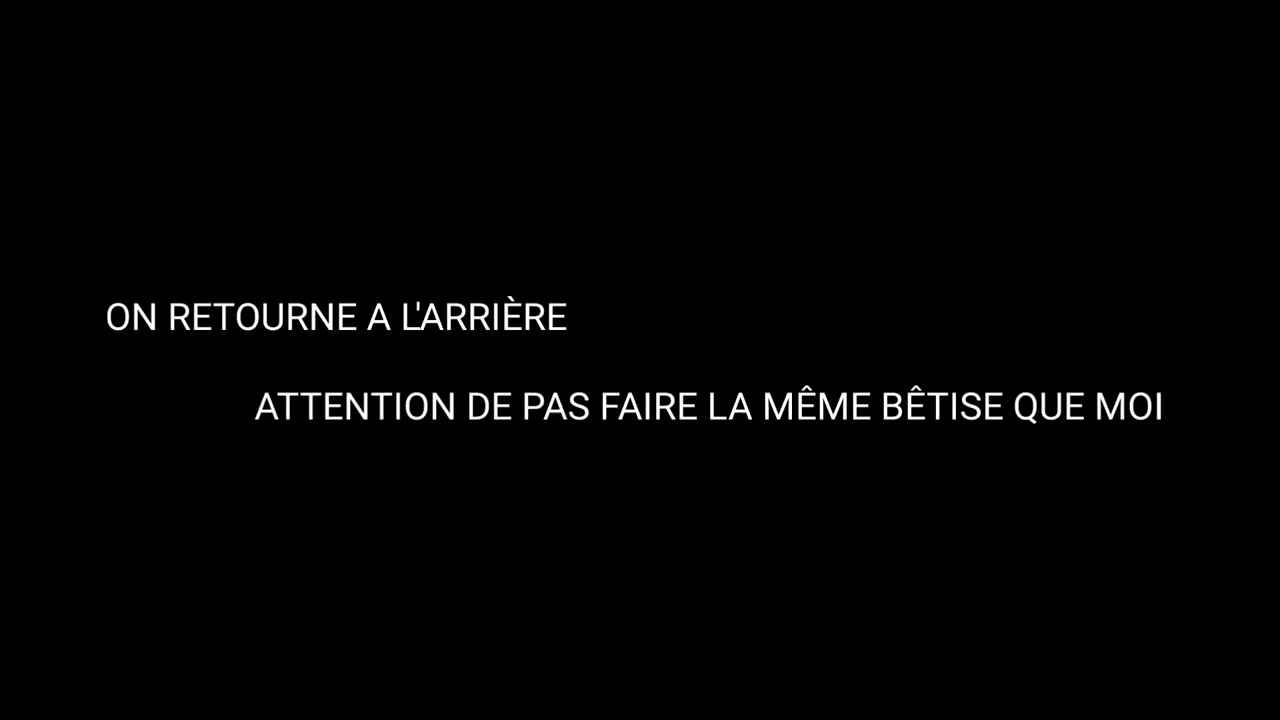 ON RETOURNE A L'ARRIÈRE
ATTENTION DE PAS FAIRE LA MÊME BÊTISE QUE MOI